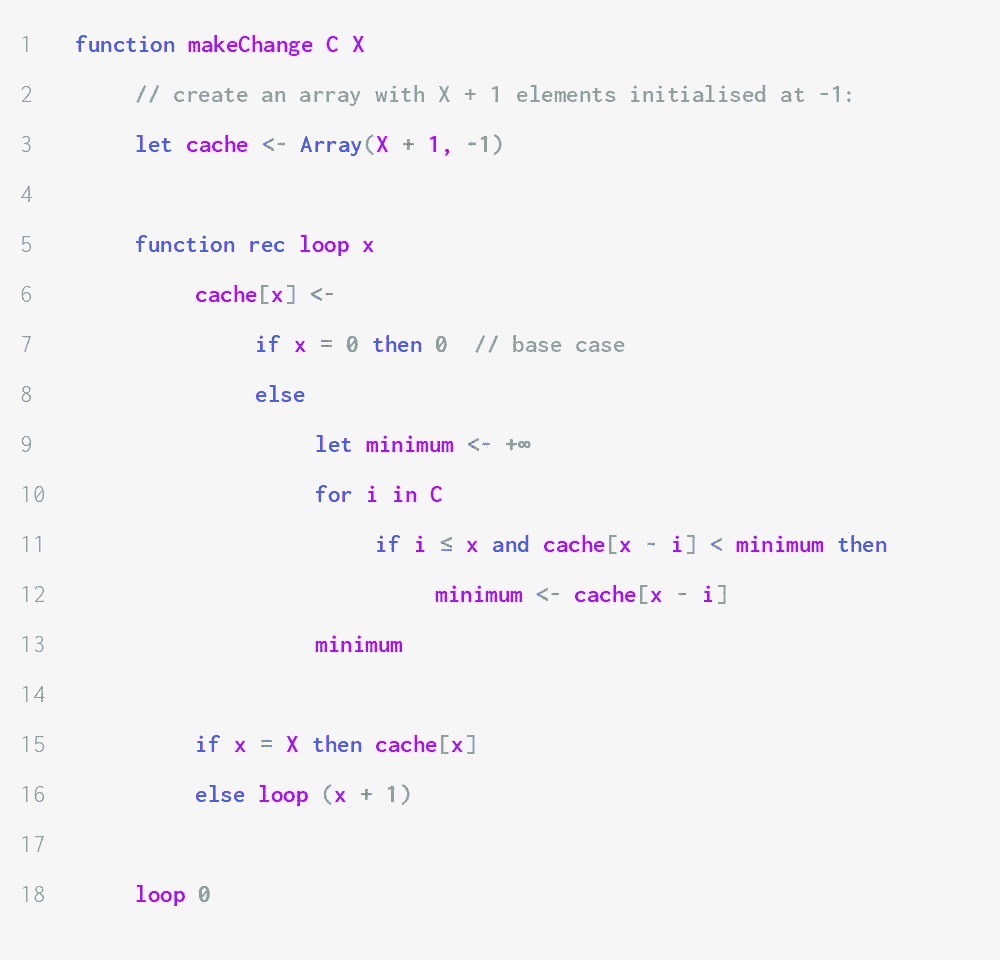 1 function makeChange C X
2 // create an array with X + 1 elements initialised at -1:
3 let cache <- Array(X + 1, -1)
4
5 function rec loop x
6 cache[x] <-
7 if x = 0 then 0 // base case
8 else
9 let minimum <- +∞
10 for i in C
11 if i ≤ x and cache[x - i] < minimum then
12 minimum <- cache[x - i]
13 minimum
14
15 if x = X then cache[x]
16 else loop (x + 1)
17
18 loop 0